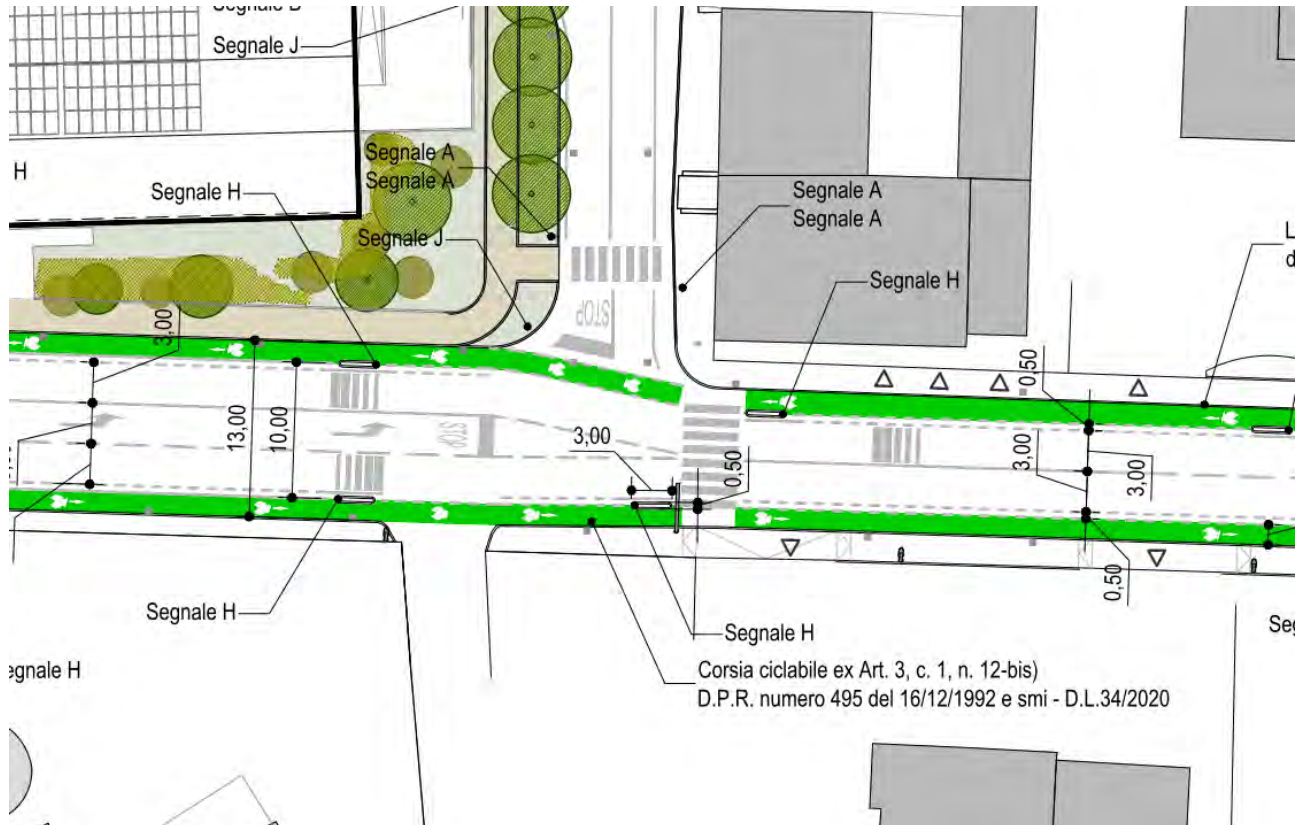 Segnale B
Segnale J
Segnale A
Segnale A
H
Segnale H
Segnale A
Segnale A
Segnale J
L
d
Segnale H
STOP
3,00
0,50
13,00
10,00
STOP
3,00
0,50
3,00
3,00
0,50
Segnale H
Segnale H
Seg
egnale H
Corsia ciclabile ex Art. 3, c. 1, n. 12-bis)
D.P.R. numero 495 del 16/12/1992 e smi - D.L.34/2020